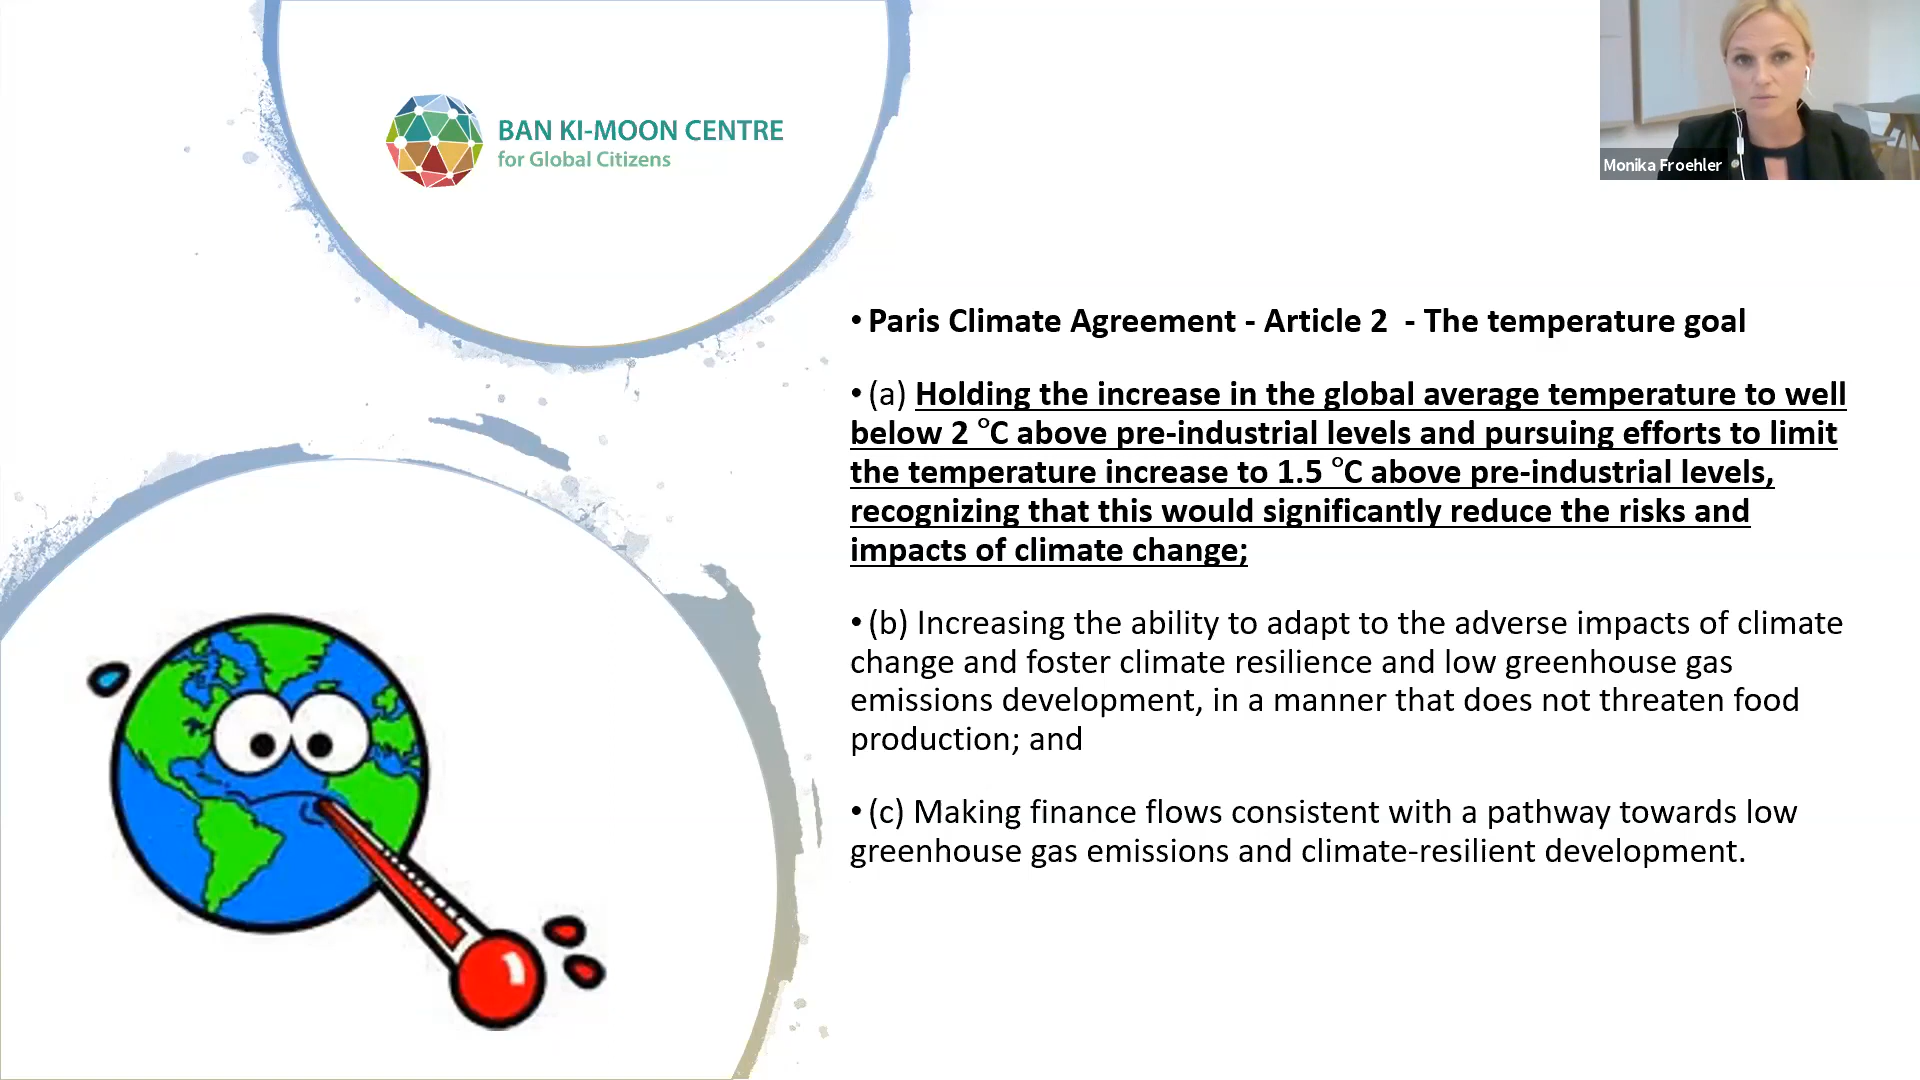 BAN KI-MOON CENTRE
for Global Citizens
Monika Froehler
• Paris Climate Agreement - Article 2  - The temperature goal
• (a) Holding the increase in the global average temperature to well
below 2 °C above pre-industrial levels and pursuing efforts to limit
the temperature increase to 1.5 °C above pre-industrial levels,
recognizing that this would significantly reduce the risks and
impacts of climate change;
• (b) Increasing the ability to adapt to the adverse impacts of climate
change and foster climate resilience and low greenhouse gas
emissions development, in a manner that does not threaten food
production; and
• (c) Making finance flows consistent with a pathway towards low
greenhouse gas emissions and climate-resilient development.